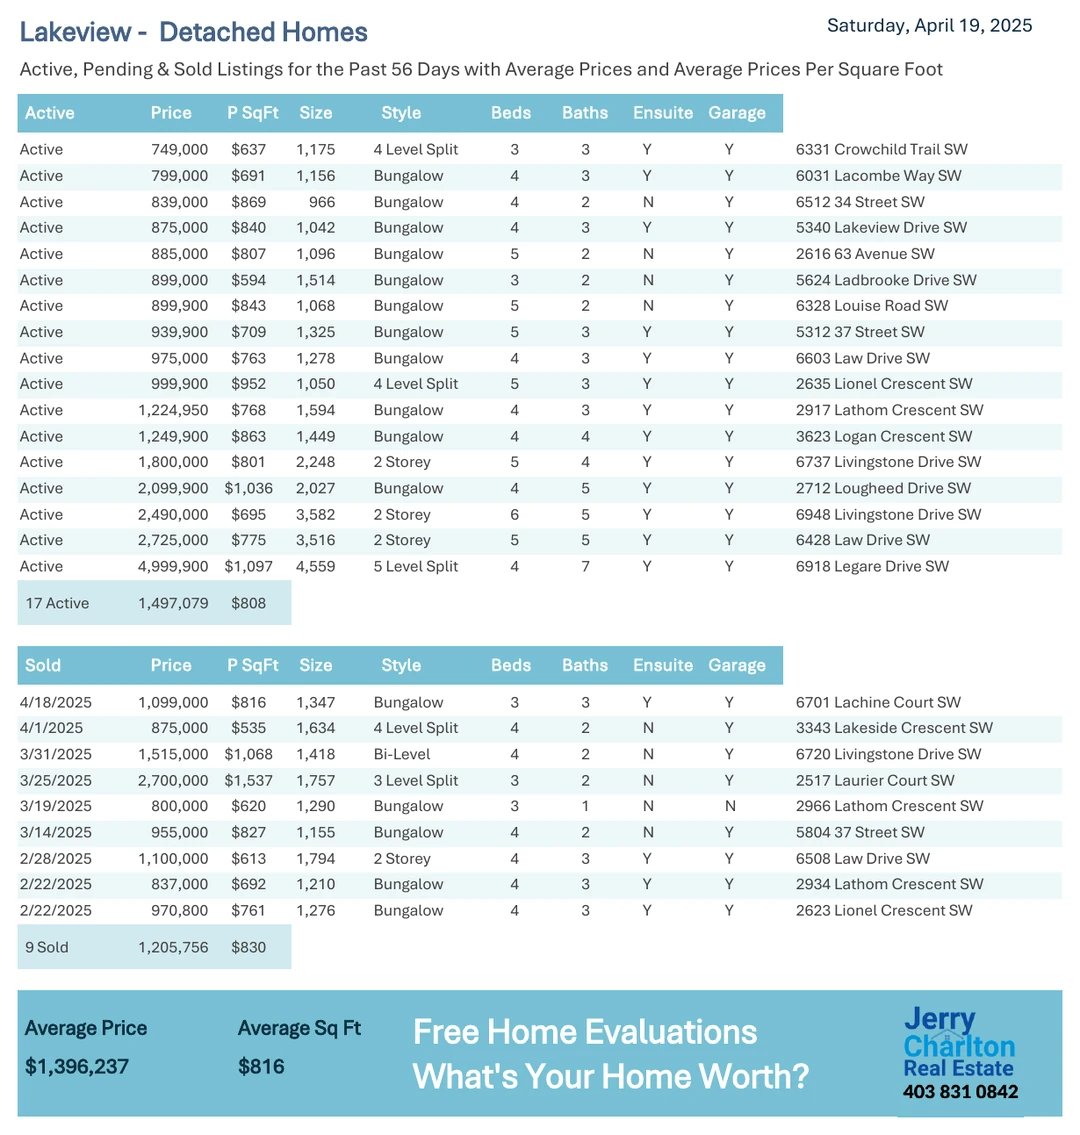 Lakeview - Detached Homes
Saturday, April 19, 2025
Active, Pending & Sold Listings for the Past 56 Days with Average Prices and Average Prices Per Square Foot
Active Price P SqFt Size Style Beds Baths Ensuite Garage
Active 749,000 $637 1,175 4 Level Split 3 3 Y Y 6331 Crowchild Trail SW
Active 799,000 $691 1,156 Bungalow 4 3 Y Y 6031 Lacombe Way SW
Active 839,000 $869 966 Bungalow 4 2 N Y 6512 34 Street SW
Active 875,000 $840 1,042 Bungalow 4 3 Y Y 5340 Lakeview Drive SW
Active 885,000 $807 1,096 Bungalow 5 2 N Y 2616 63 Avenue SW
Active 899,000 $594 1,514 Bungalow 3 2 N Y 5624 Ladbrooke Drive SW
Active 899,900 $843 1,068 Bungalow 5 2 N Y 6328 Louise Road SW
Active 939,900 $709 1,325 Bungalow 5 3 Y Y 5312 37 Street SW
Active 975,000 $763 1,278 Bungalow 4 3 Y Y 6603 Law Drive SW
Active 999,900 $952 1,050 4 Level Split 5 3 Y Y 2635 Lionel Crescent SW
Active 1,224,950 $768 1,594 Bungalow 4 3 Y Y 2917 Lathom Crescent SW
Active 1,249,900 $863 1,449 Bungalow 4 4 Y Y 3623 Logan Crescent SW
Active 1,800,000 $801 2,248 2 Storey 5 4 Y Y 6737 Livingstone Drive SW
Active 2,099,900 $1,036 2,027 Bungalow 4 5 Y Y 2712 Lougheed Drive SW
Active 2,490,000 $695 3,582 2 Storey 6 5 Y Y 6948 Livingstone Drive SW
Active 2,725,000 $775 3,516 2 Storey 5 5 Y Y 6428 Law Drive SW
Active 4,999,900 $1,097 4,559 5 Level Split 4 7 Y Y 6918 Legare Drive SW
17 Active 1,497,079 $808
Sold Price P SqFt Size Style Beds Baths Ensuite Garage
4/18/2025 1,099,000 $816 1,347 Bungalow 3 3 Y Y 6701 Lachine Court SW
4/1/2025 875,000 $535 1,634 4 Level Split 4 2 N Y 3343 Lakeside Crescent SW
3/31/2025 1,515,000 $1,068 1,418 Bi-Level 4 2 N Y 6720 Livingstone Drive SW
3/25/2025 2,700,000 $1,537 1,757 3 Level Split 3 2 N Y 2517 Laurier Court SW
3/19/2025 800,000 $620 1,290 Bungalow 3 1 N N 2966 Lathom Crescent SW
3/14/2025 955,000 $827 1,155 Bungalow 4 2 N Y 5804 37 Street SW
2/28/2025 1,100,000 $613 1,794 2 Storey 4 3 Y Y 6508 Law Drive SW
2/22/2025 837,000 $692 1,210 Bungalow 4 3 Y Y 2934 Lathom Crescent SW
2/22/2025 970,800 $761 1,276 Bungalow 4 3 Y Y 2623 Lionel Crescent SW
9 Sold 1,205,756 $830
Average Price Average Sq Ft
$1,396,237 $816
Free Home Evaluations
What's Your Home Worth?
Jerry
Charlton
Real Estate
403 831 0842